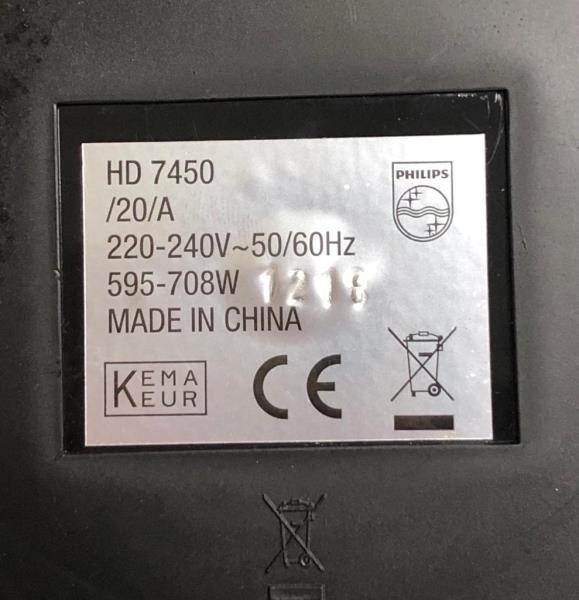 HD 7450
PHILIPS
/20/A
220-240V~50/60Hz
595-708W 1218
MADE IN CHINA
KEMA
KEUR
CE